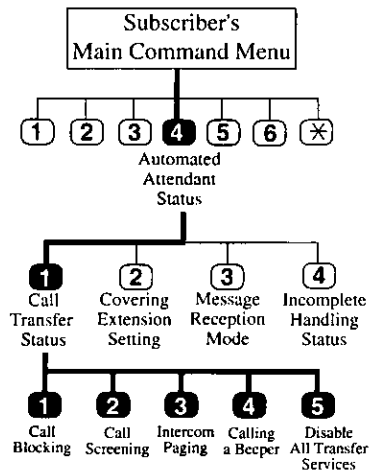 Subscriber's
Main Command Menu
1 2 3 4 5 6 *
Automated
Attendant
Status
1 2 3 4
Call Covering Message Incomplete
Transfer Extension Reception Handling
Status Setting Mode Status
1 2 3 4 5
Call Call Intercom Calling Disable
Blocking Screening Paging a Beeper All Transfer
Services